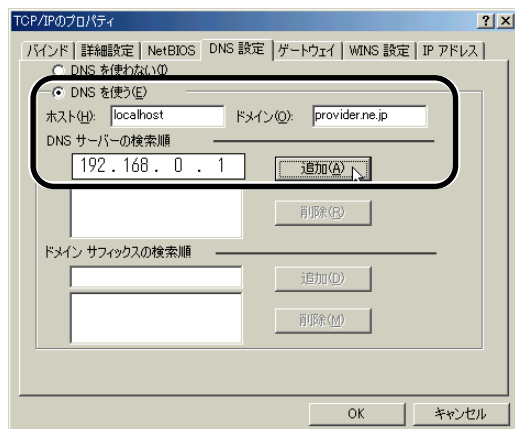 TCP/IPのプロパティ
バインド 詳細設定 NetBIOS DNS 設定 ゲートウェイ WINS 設定 IP アドレス
DNS を使わない(I)
DNS を使う(E)
ホスト(H): localhost ドメイン(O): provider.ne.jp
DNS サーバーの検索順
192 . 168 . 0 . 1 追加(A)
削除(R)
ドメイン サフィックスの検索順
追加(D)
削除(M)
OK キャンセル